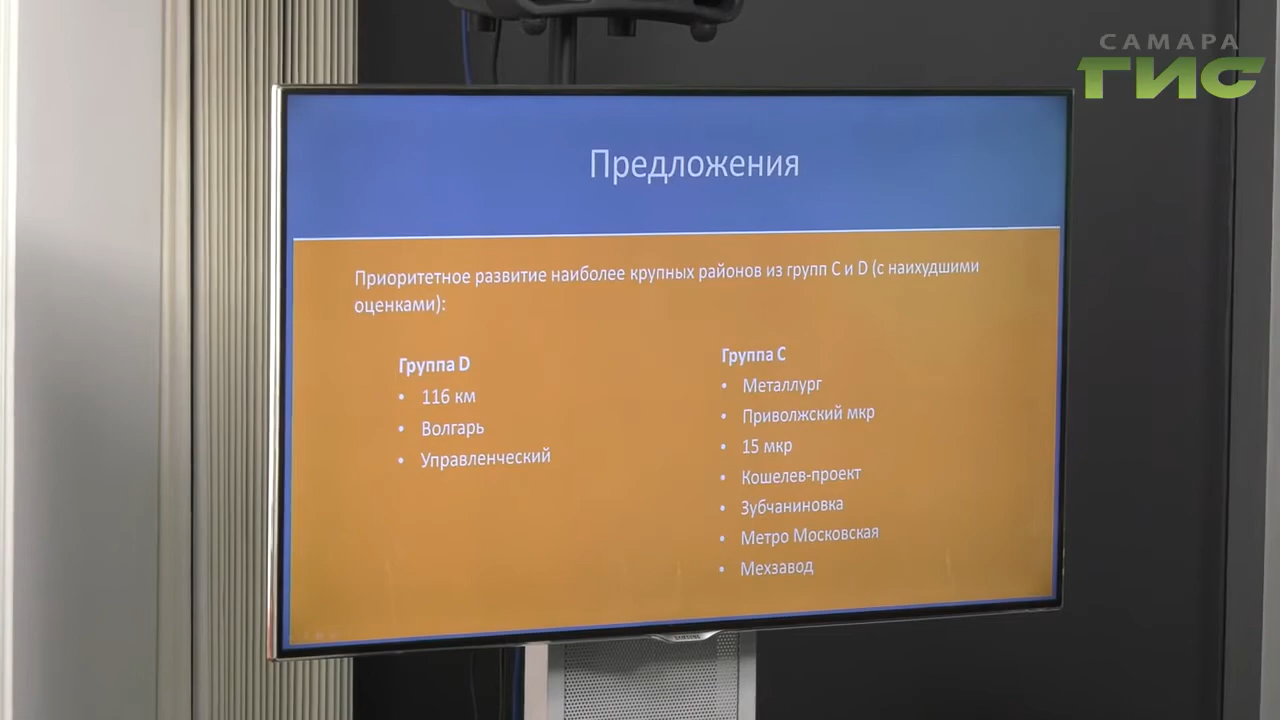 САМАРА
ГИС
Предложения
Приоритетное развитие наиболее крупных районов из групп C и D (с наихудшими
оценками):
Группа D
• 116 км
• Волгарь
• Управленческий
Группа C
• Металлург
• Приволжский мкр
• 15 мкр
• Кошелев-проект
• Зубчаниновка
• Метро Московская
• Мехзавод
SAMSUNG